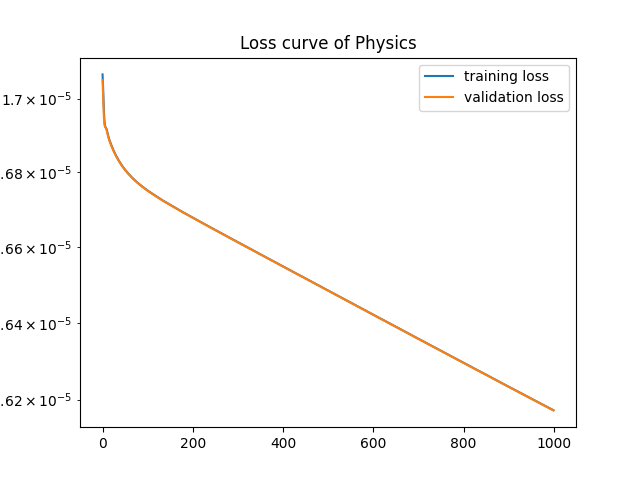 Loss curve of Physics
training loss
validation loss
1.7 × 10⁻⁵
.68 × 10⁻⁵
.66 × 10⁻⁵
.64 × 10⁻⁵
.62 × 10⁻⁵
0 200 400 600 800 1000